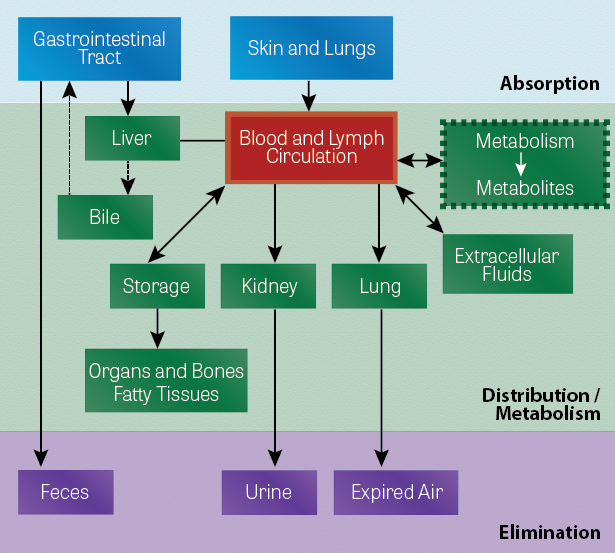 Gastrointestinal
Tract
Skin and Lungs
Absorption
Liver
Blood and Lymph
Circulation
Metabolism
Metabolites
Bile
Storage
Kidney
Lung
Extracellular
Fluids
Organs and Bones
Fatty Tissues
Distribution /
Metabolism
Feces
Urine
Expired Air
Elimination